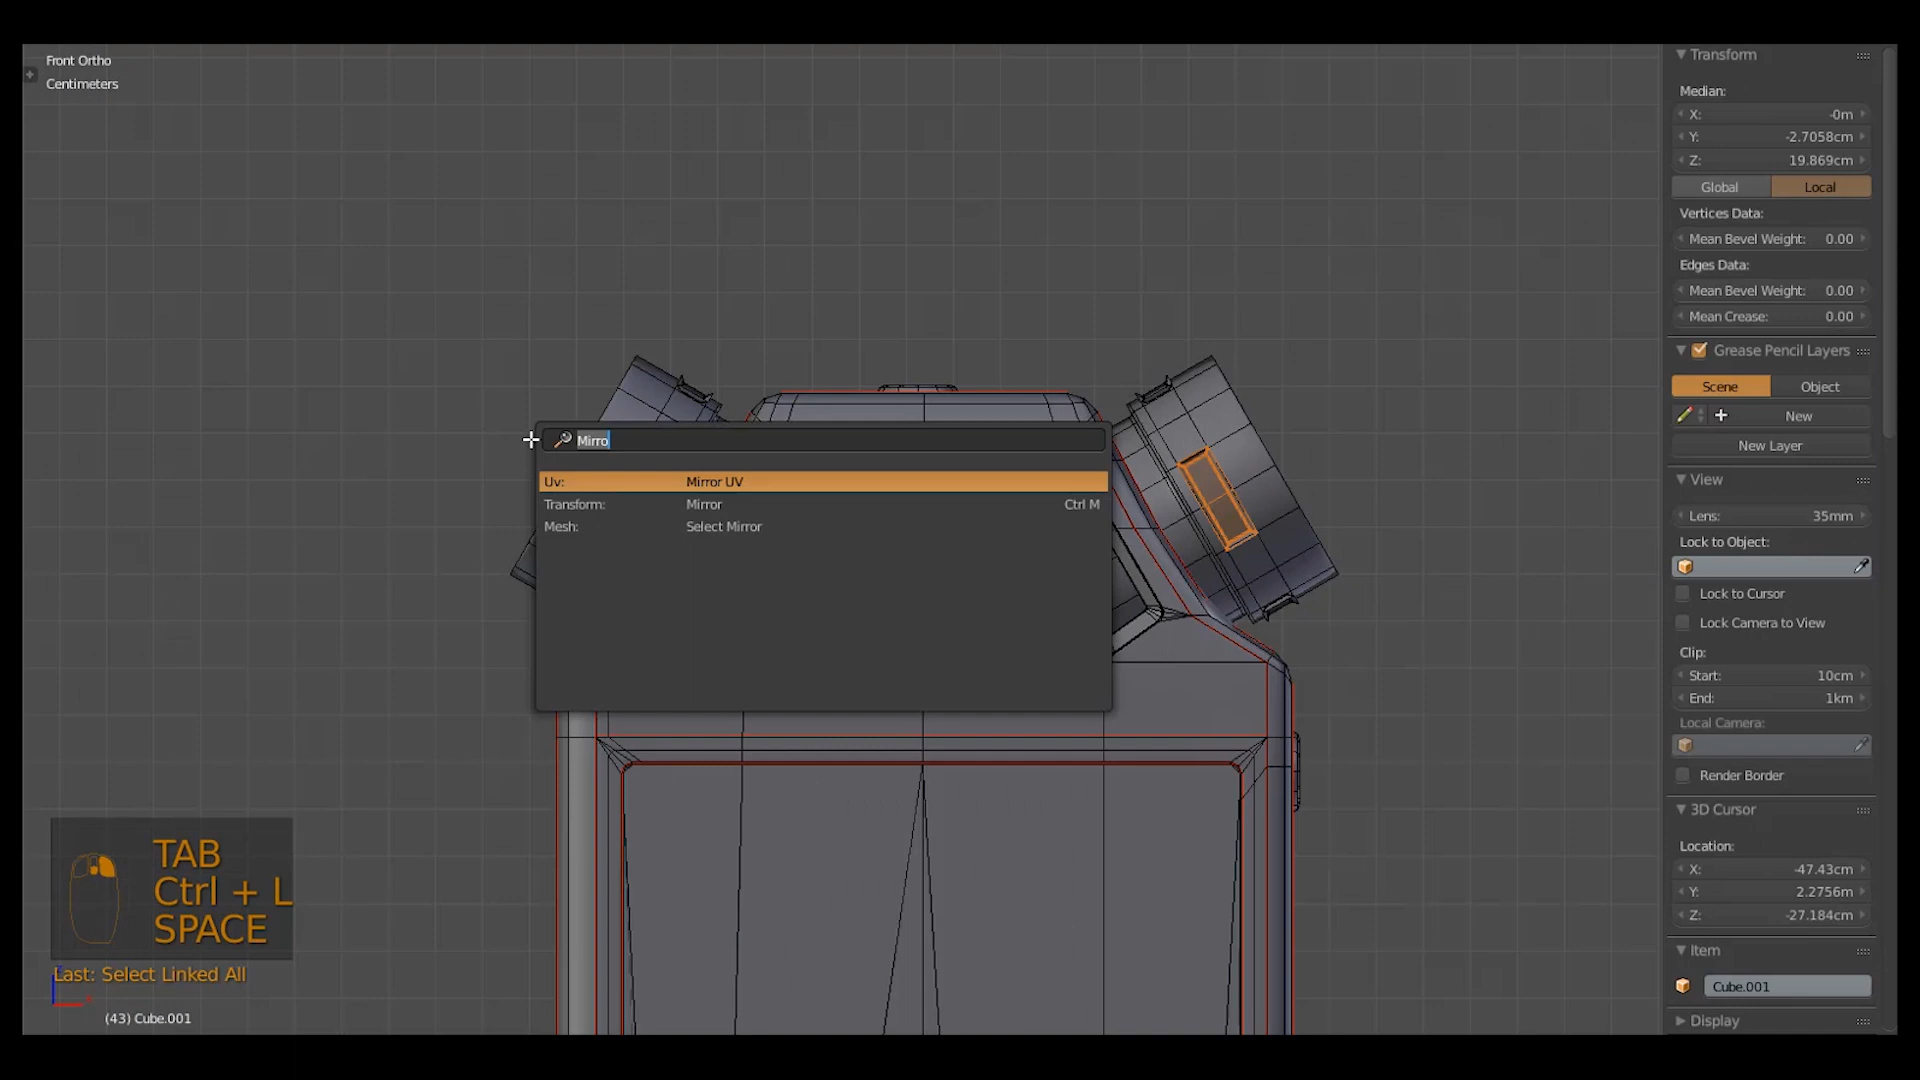 Front Ortho
Centimeters
Mirro
Uv: Mirror UV
Transform: Mirror Ctrl M
Mesh: Select Mirror
TAB
Ctrl + L
SPACE
Last: Select Linked All
(43) Cube.001
Transform
Median:
X: -0m
Y: -2.7058cm
Z: 19.869cm
Global Local
Vertices Data:
Mean Bevel Weight: 0.00
Edges Data:
Mean Bevel Weight: 0.00
Mean Crease: 0.00
Grease Pencil Layers
Scene Object
New
New Layer
View
Lens: 35mm
Lock to Object:
Lock to Cursor
Lock Camera to View
Clip:
Start: 10cm
End: 1km
Local Camera:
Render Border
3D Cursor
Location:
X: -47.43cm
Y: 2.2756m
Z: -27.184cm
Item
Cube.001
Display